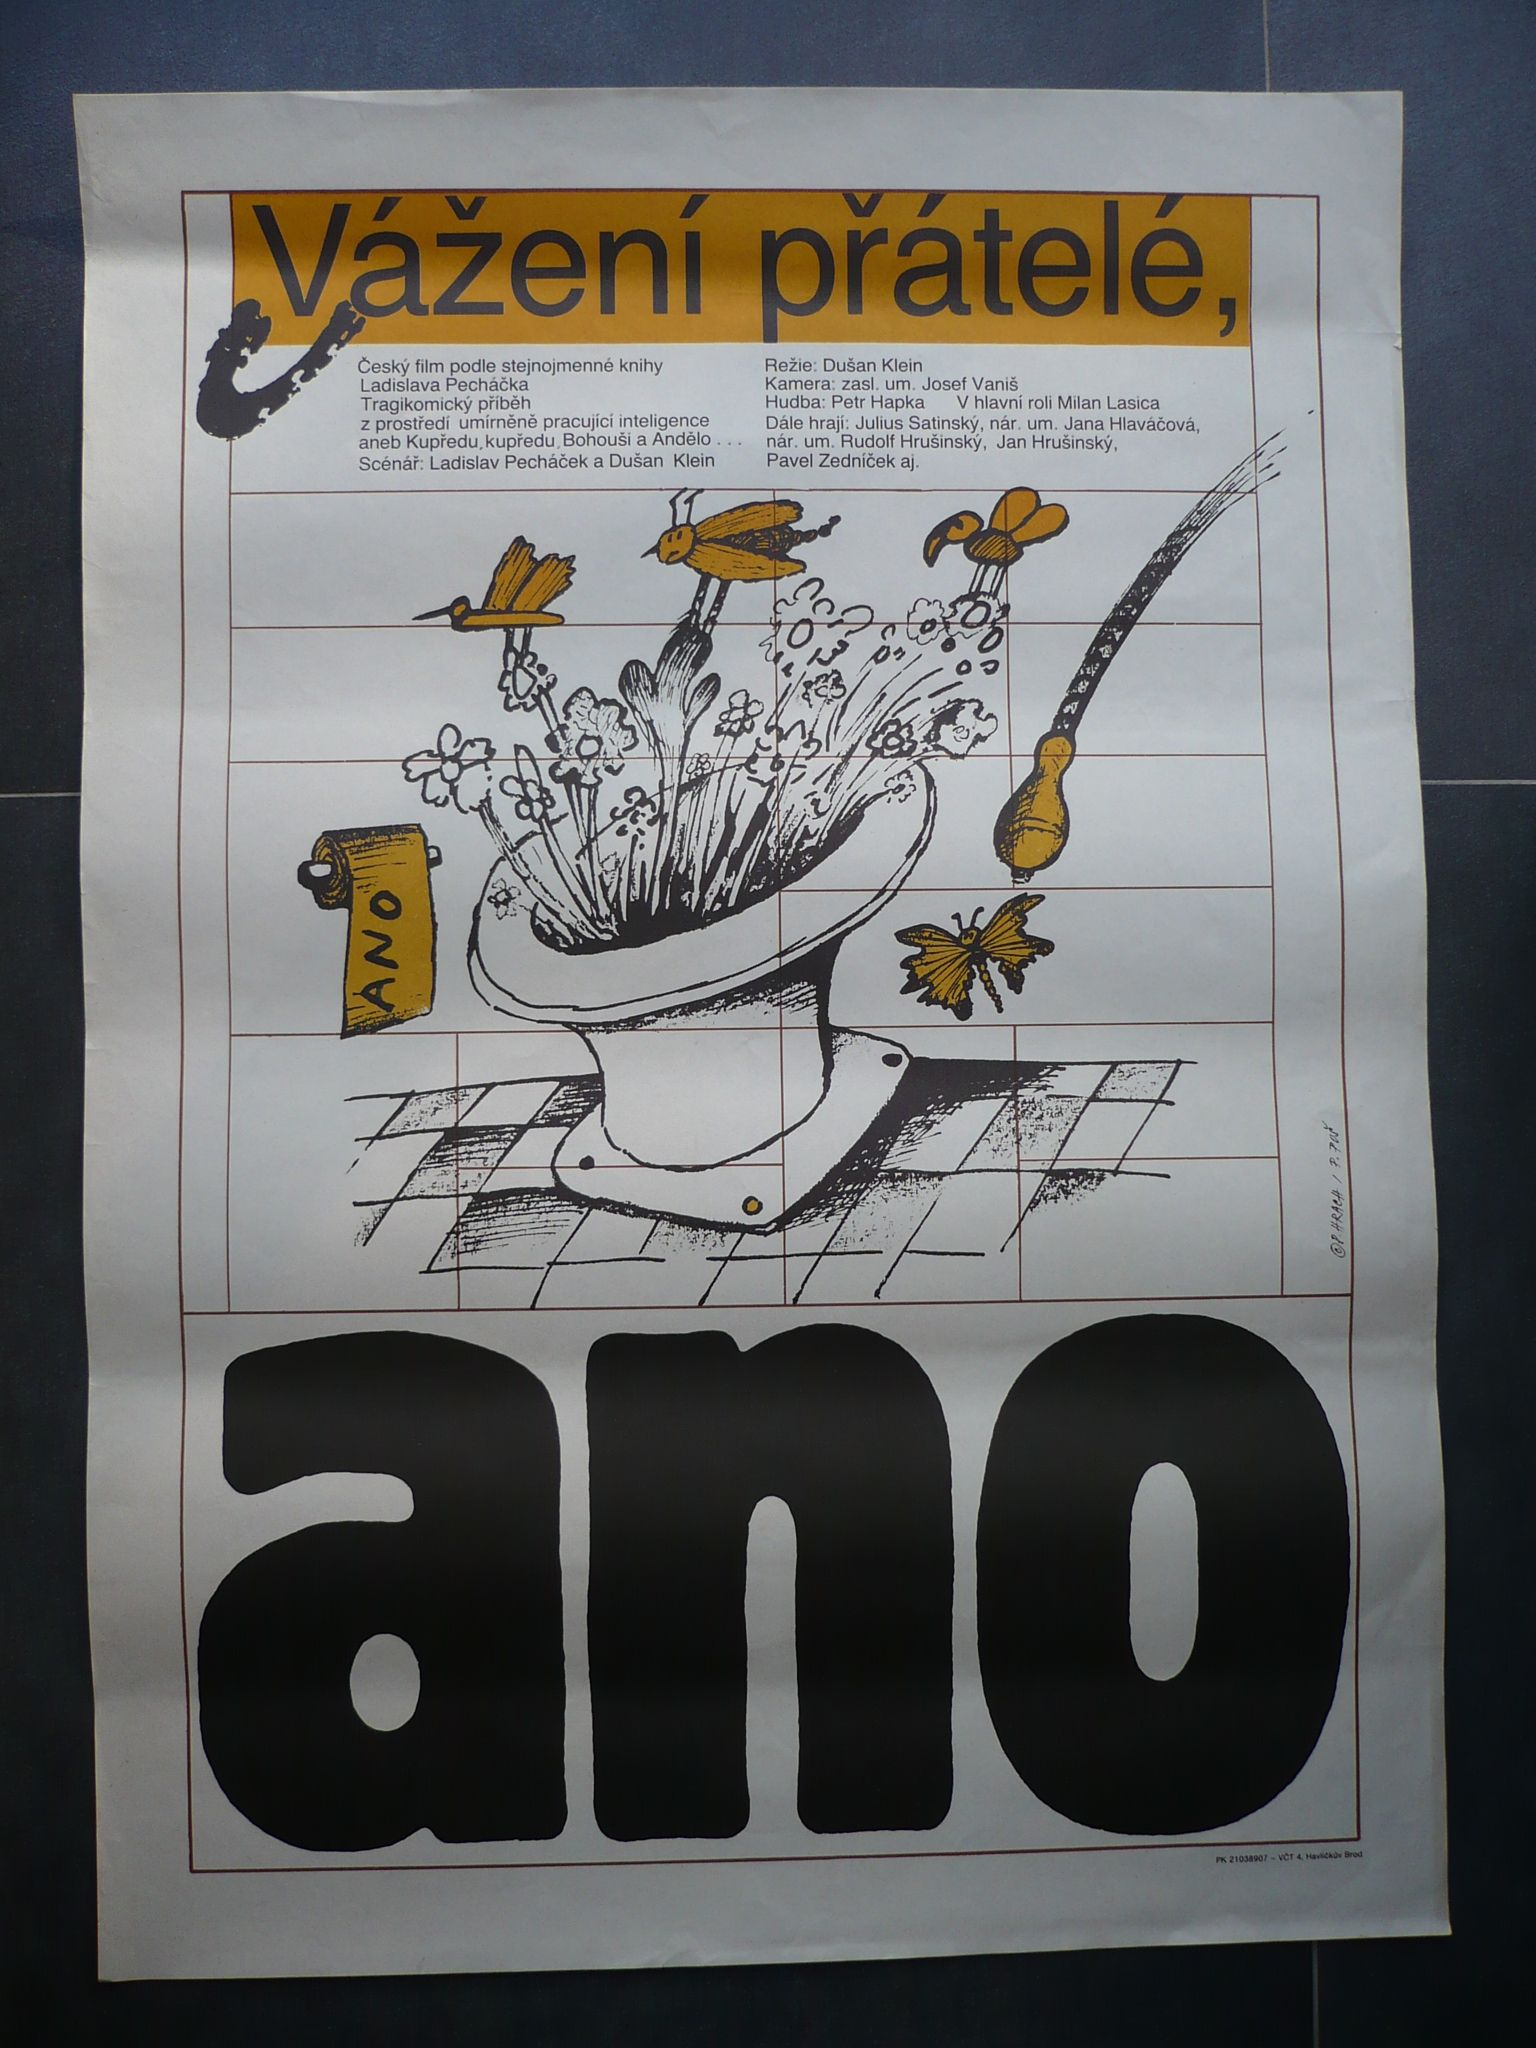 Vážení přátelé,
Český film podle stejnojmenné knihy
Ladislava Pecháčka
Tragikomický příběh
z prostředí umírněně pracující inteligence
aneb Kupředu, kupředu, Bohouši a Andělo . . .
Scénář: Ladislav Pecháček a Dušan Klein
Režie: Dušan Klein
Kamera: zasl. um. Josef Vaniš
Hudba: Petr Hapka V hlavní roli Milan Lasica
Dále hrají: Julius Satinský, nár. um. Jana Hlaváčová,
nár. um. Rudolf Hrušinský, Jan Hrušinský,
Pavel Zedníček aj.
ANO
© P. HRACH /
ano
PK 21038907 – VČT 4, Havlíčkův Brod